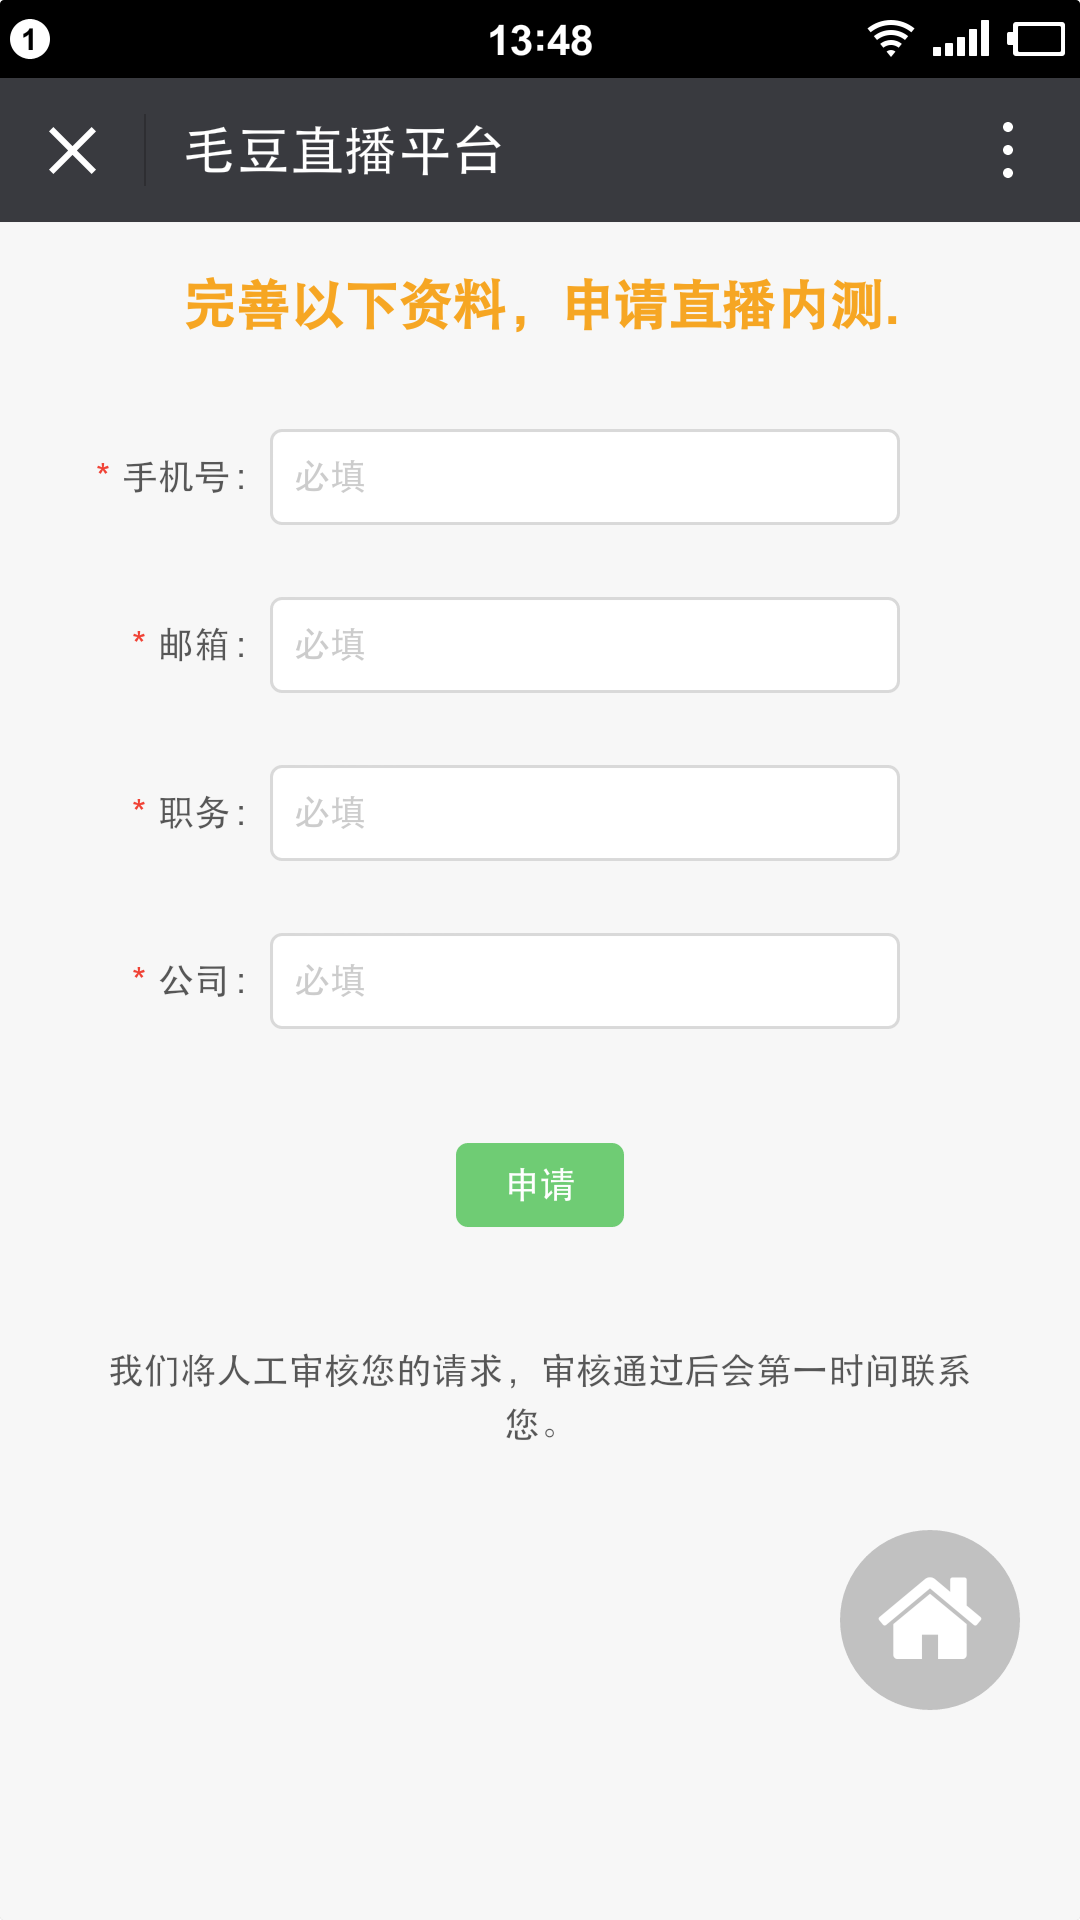 1 13:48
毛豆直播平台
完善以下资料，申请直播内测.
* 手机号： 必填
* 邮箱： 必填
* 职务： 必填
* 公司： 必填
申请
我们将人工审核您的请求，审核通过后会第一时间联系
您。